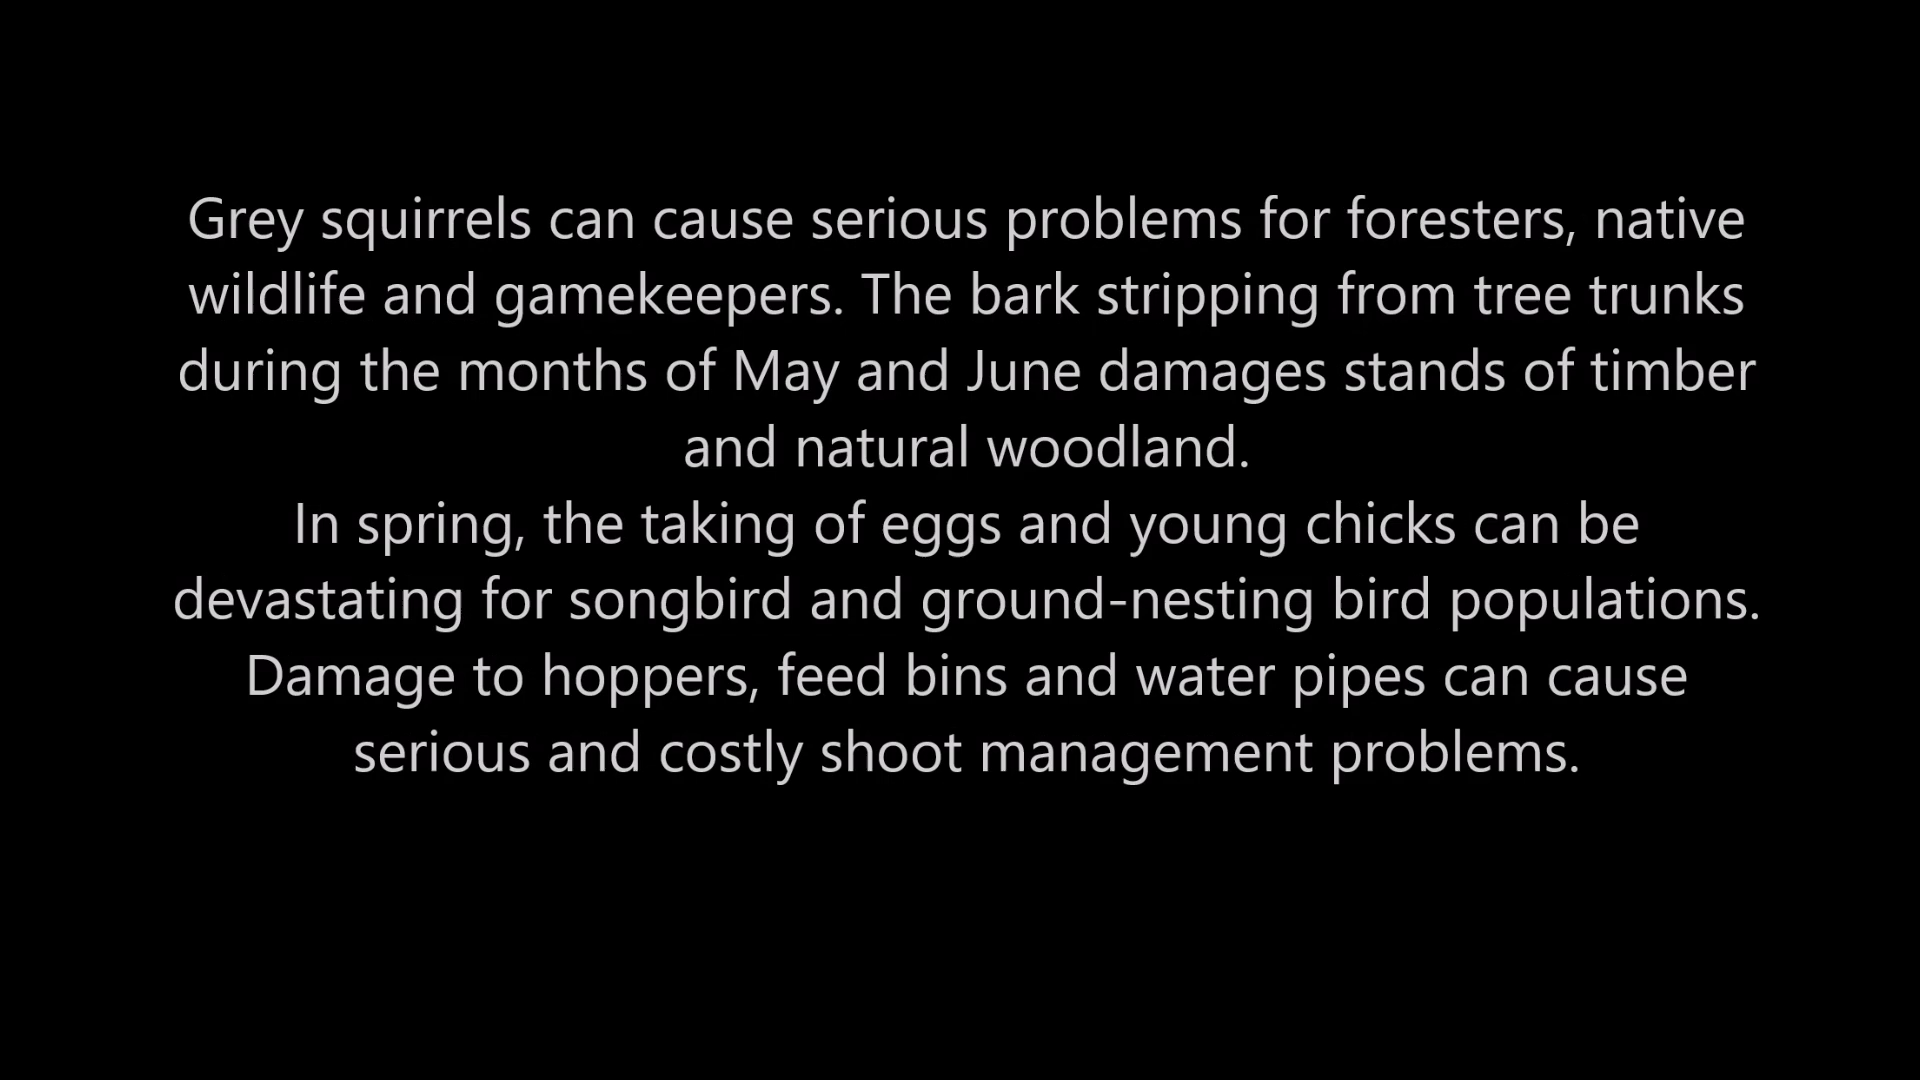 Grey squirrels can cause serious problems for foresters, native
wildlife and gamekeepers. The bark stripping from tree trunks
during the months of May and June damages stands of timber
and natural woodland.
In spring, the taking of eggs and young chicks can be
devastating for songbird and ground-nesting bird populations.
Damage to hoppers, feed bins and water pipes can cause
serious and costly shoot management problems.